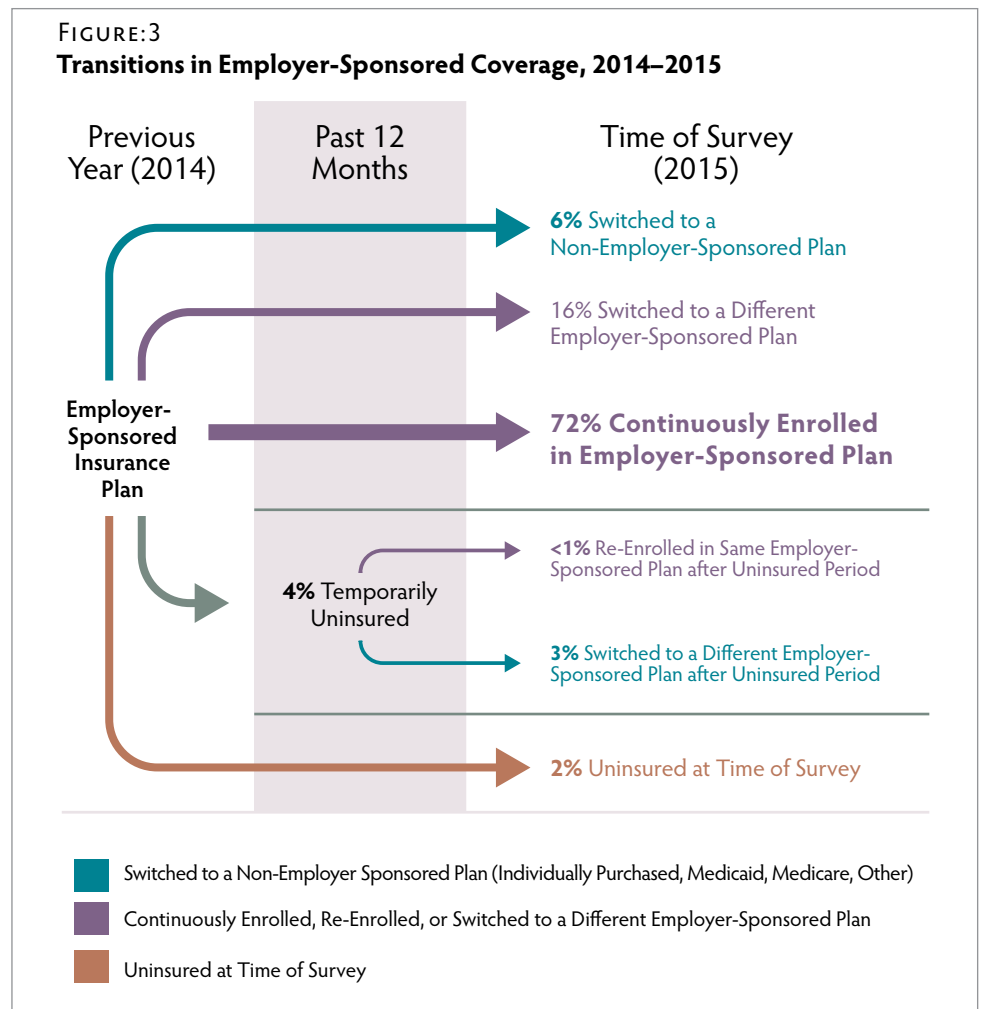 FIGURE:3
Transitions in Employer-Sponsored Coverage, 2014–2015
Previous
Year (2014)
Past 12
Months
Time of Survey
(2015)
6% Switched to a
Non-Employer-Sponsored Plan
16% Switched to a Different
Employer-Sponsored Plan
Employer-
Sponsored
Insurance
Plan
72% Continuously Enrolled
in Employer-Sponsored Plan
4% Temporarily
Uninsured
<1% Re-Enrolled in Same Employer-
Sponsored Plan after Uninsured Period
3% Switched to a Different Employer-
Sponsored Plan after Uninsured Period
2% Uninsured at Time of Survey
Switched to a Non-Employer Sponsored Plan (Individually Purchased, Medicaid, Medicare, Other)
Continuously Enrolled, Re-Enrolled, or Switched to a Different Employer-Sponsored Plan
Uninsured at Time of Survey